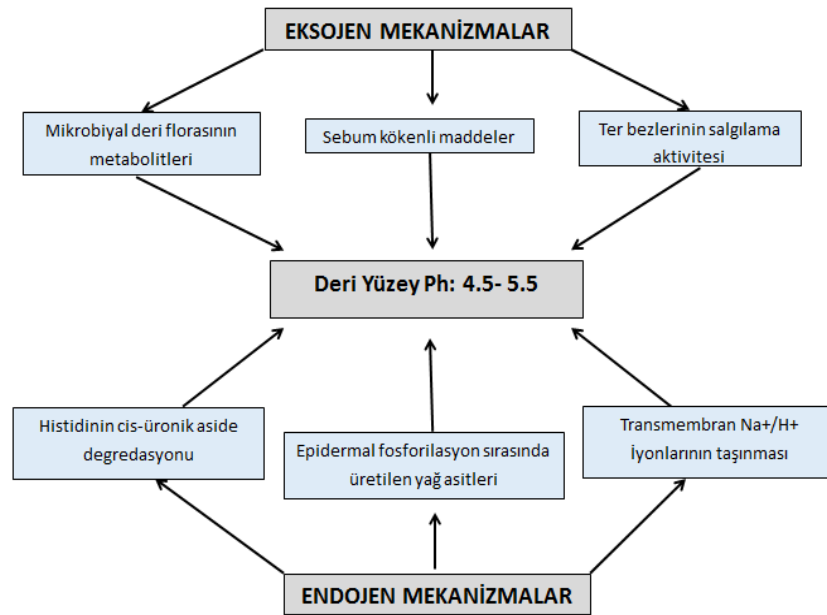 EKSOJEN MEKANİZMALAR
Mikrobiyal deri florasının
metabolitleri
Sebum kökenli maddeler
Ter bezlerinin salgılama
aktivitesi
Deri Yüzey Ph: 4.5- 5.5
Histidinin cis-üronik aside
degredasyonu
Epidermal fosforilasyon sırasında
üretilen yağ asitleri
Transmembran Na+/H+
İyonlarının taşınması
ENDOJEN MEKANİZMALAR